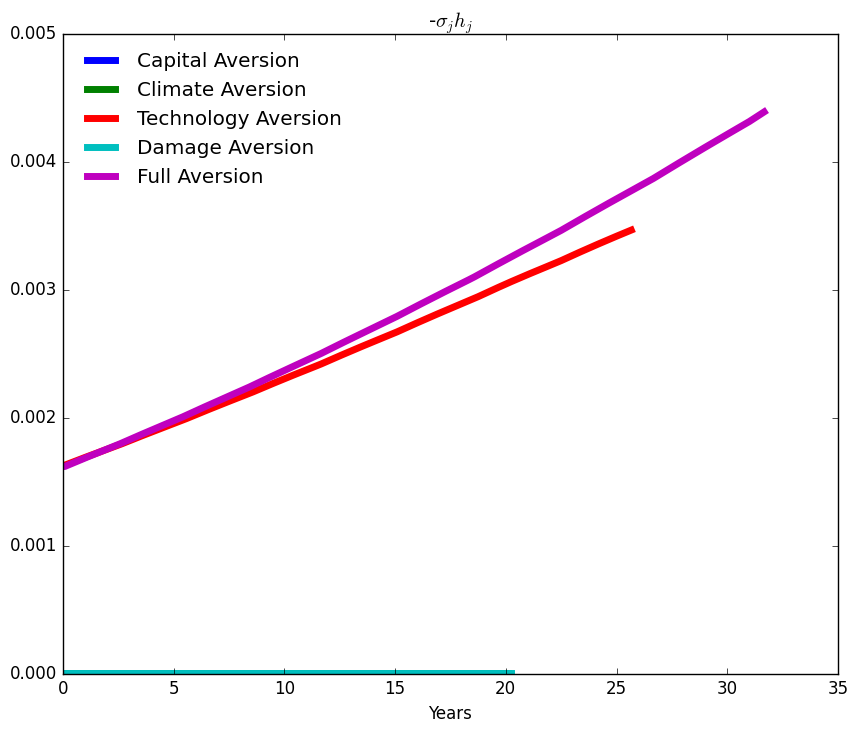 -σⱼhⱼ
0.005
Capital Aversion
Climate Aversion
Technology Aversion
Damage Aversion
Full Aversion
0.004
0.003
0.002
0.001
0.000
0 5 10 15 20 25 30 35
Years